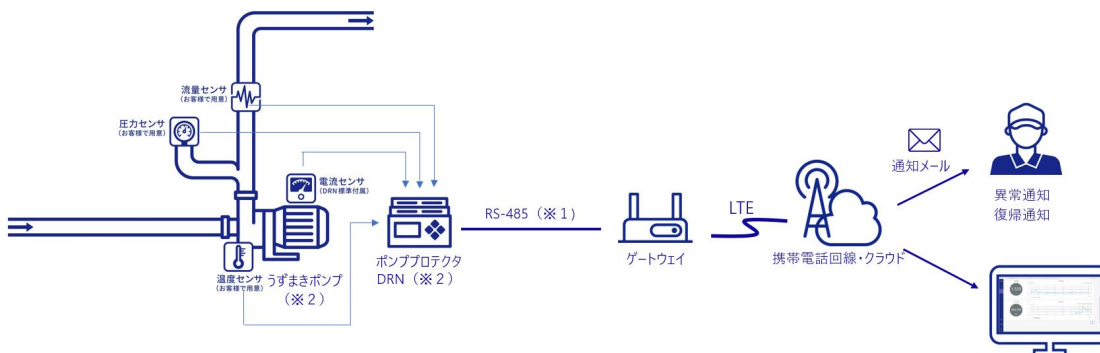 流量センサ
(お客様で用意)
圧力センサ
(お客様で用意)
電流センサ
(DRN標準付属)
温度センサ
(お客様で用意)
うずまきポンプ
(※2)
ポンププロテクタ
DRN(※2)
RS-485(※1)
ゲートウェイ
LTE
携帯電話回線・クラウド
通知メール
異常通知
復帰通知